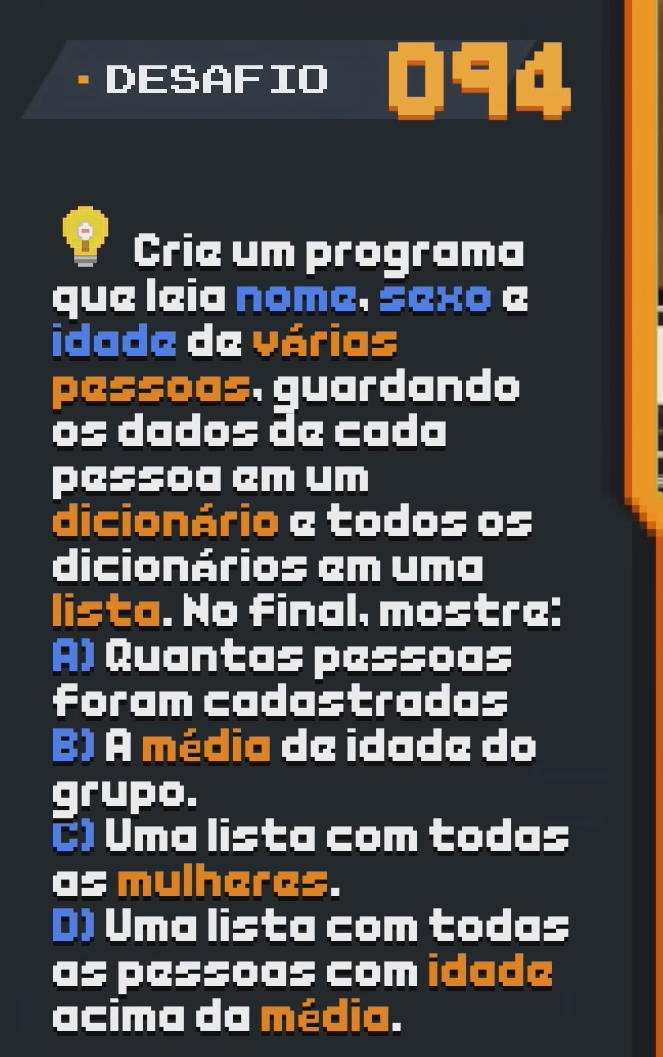 DESAFIO 094
Crie um programa
que leia nome, sexo e
idade de várias
pessoas, guardando
os dados de cada
pessoa em um
dicionário e todos os
dicionários em uma
lista. No final, mostre:
A) Quantas pessoas
foram cadastradas
B) A média de idade do
grupo.
C) Uma lista com todas
as mulheres.
D) Uma lista com todas
as pessoas com idade
acima da média.